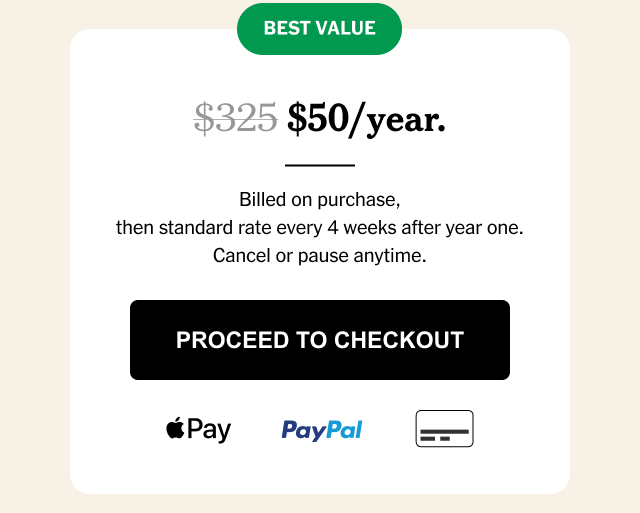 BEST VALUE
$325 $50/year.
Billed on purchase,
then standard rate every 4 weeks after year one.
Cancel or pause anytime.
PROCEED TO CHECKOUT
Pay PayPal